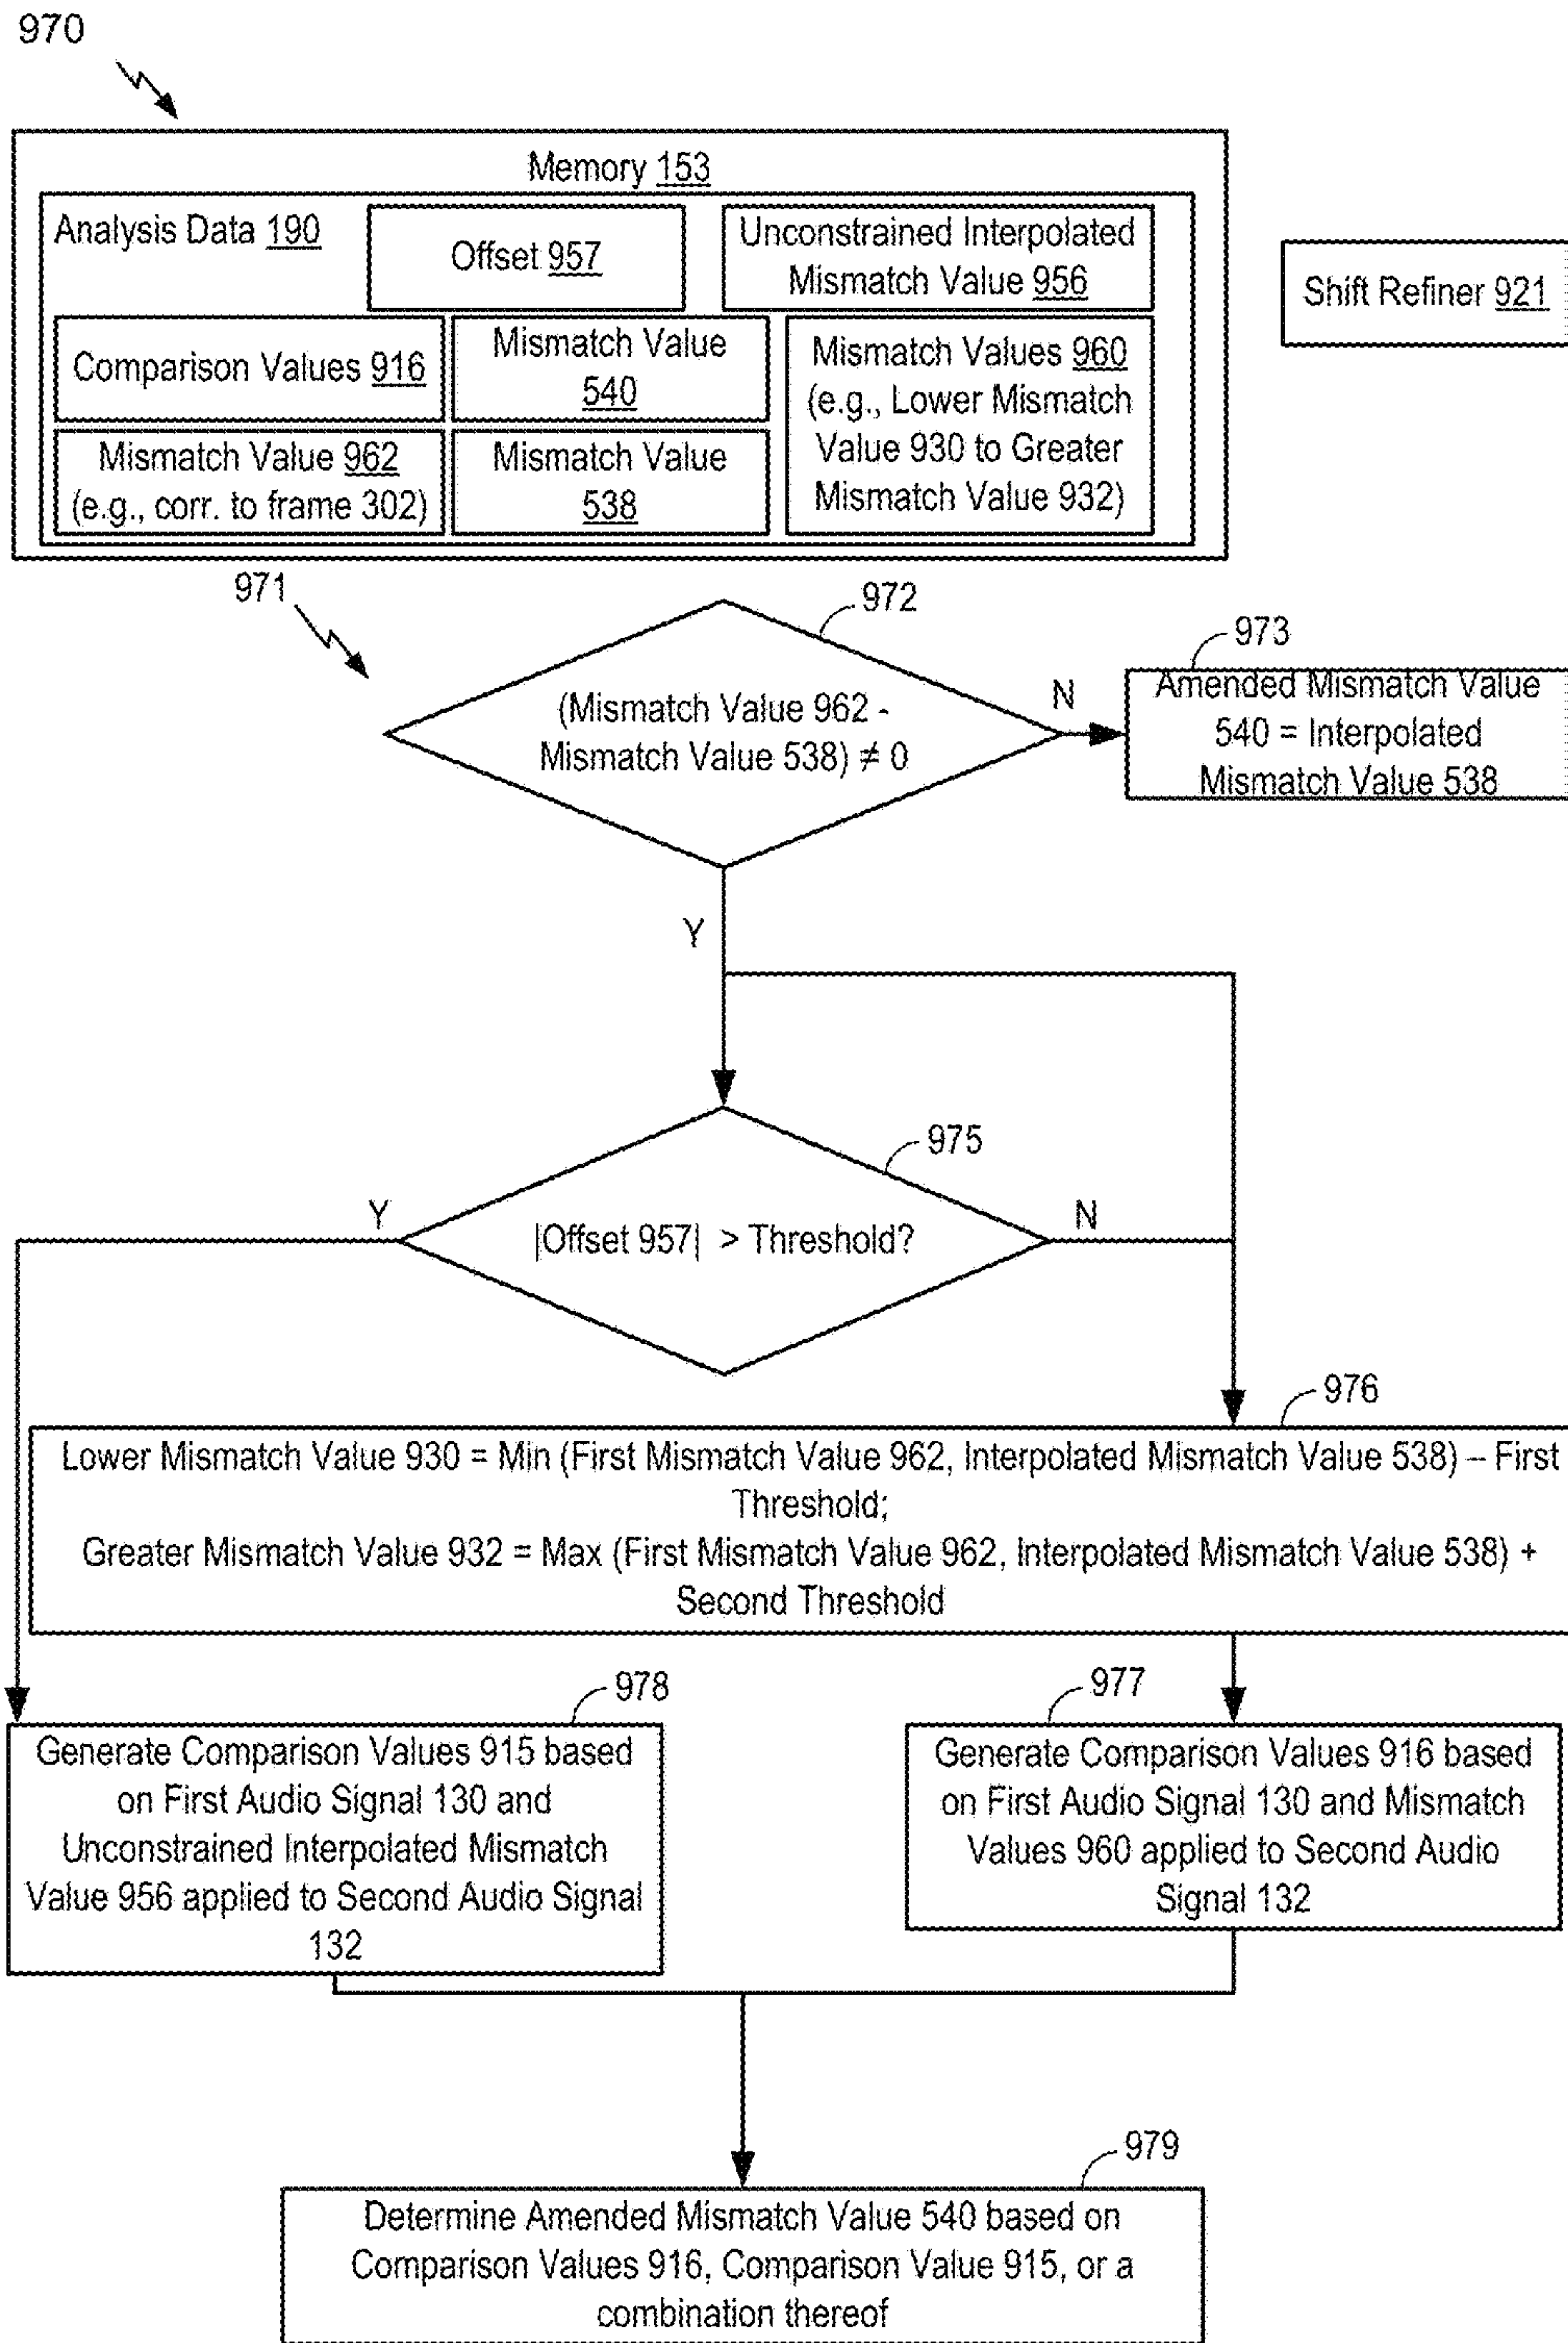 970
Memory 153
Analysis Data 190
Offset 957
Unconstrained Interpolated
Mismatch Value 956
Shift Refiner 921
Comparison Values 916
Mismatch Value
540
Mismatch Values 960
(e.g., Lower Mismatch
Value 930 to Greater
Mismatch Value 932)
Mismatch Value 962
(e.g., corr. to frame 302)
Mismatch Value
538
971
972
(Mismatch Value 962 -
Mismatch Value 538) ≠ 0
N
973
Amended Mismatch Value
540 = Interpolated
Mismatch Value 538
Y
975
|Offset 957| > Threshold?
Y
N
976
Lower Mismatch Value 930 = Min (First Mismatch Value 962, Interpolated Mismatch Value 538) – First
Threshold;
Greater Mismatch Value 932 = Max (First Mismatch Value 962, Interpolated Mismatch Value 538) +
Second Threshold
978
Generate Comparison Values 915 based
on First Audio Signal 130 and
Unconstrained Interpolated Mismatch
Value 956 applied to Second Audio Signal
132
977
Generate Comparison Values 916 based
on First Audio Signal 130 and Mismatch
Values 960 applied to Second Audio
Signal 132
979
Determine Amended Mismatch Value 540 based on
Comparison Values 916, Comparison Value 915, or a
combination thereof